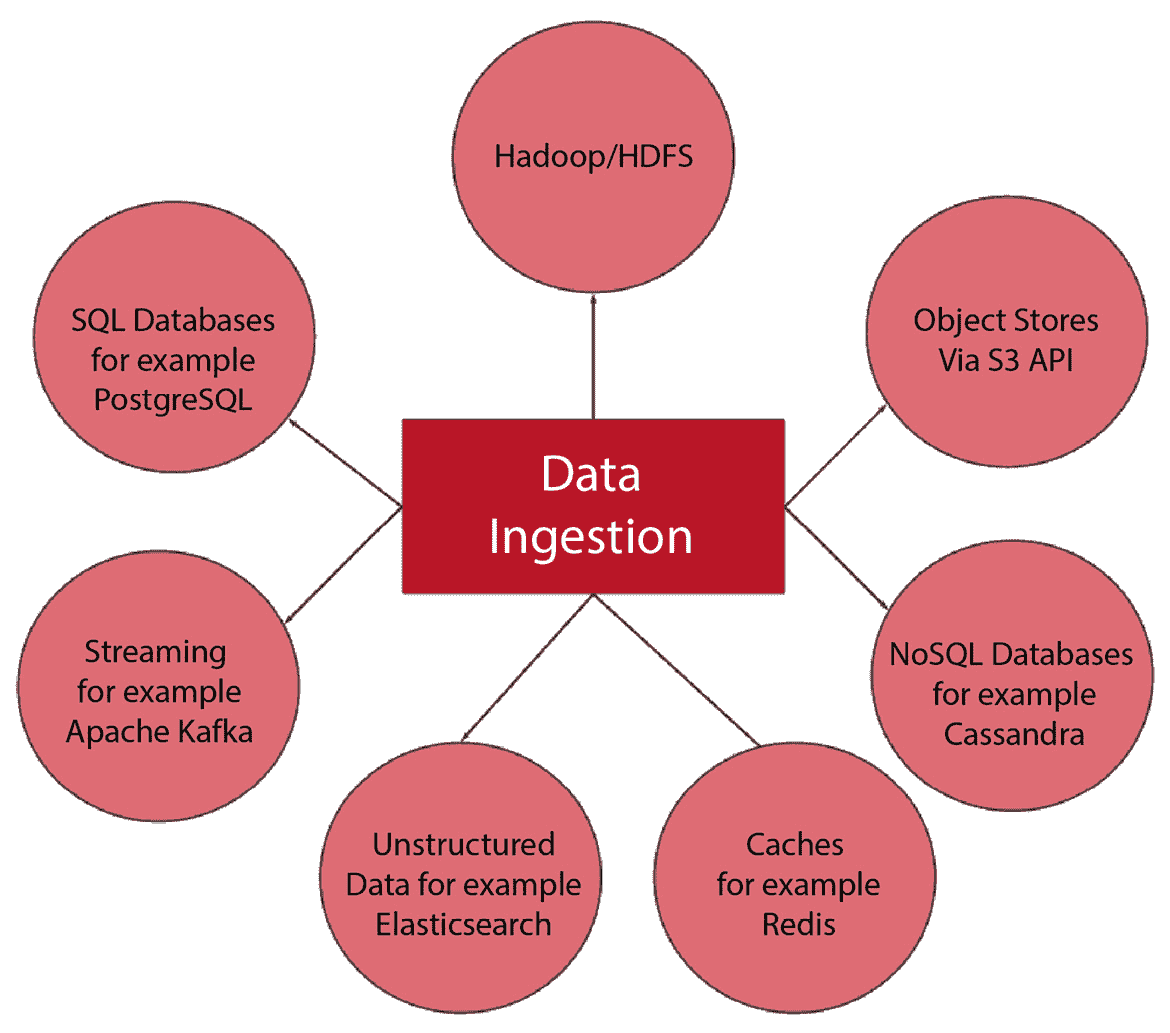 Hadoop/HDFS
SQL Databases
for example
PostgreSQL
Object Stores
Via S3 API
Data
Ingestion
Streaming
for example
Apache Kafka
NoSQL Databases
for example
Cassandra
Unstructured
Data for example
Elasticsearch
Caches
for example
Redis